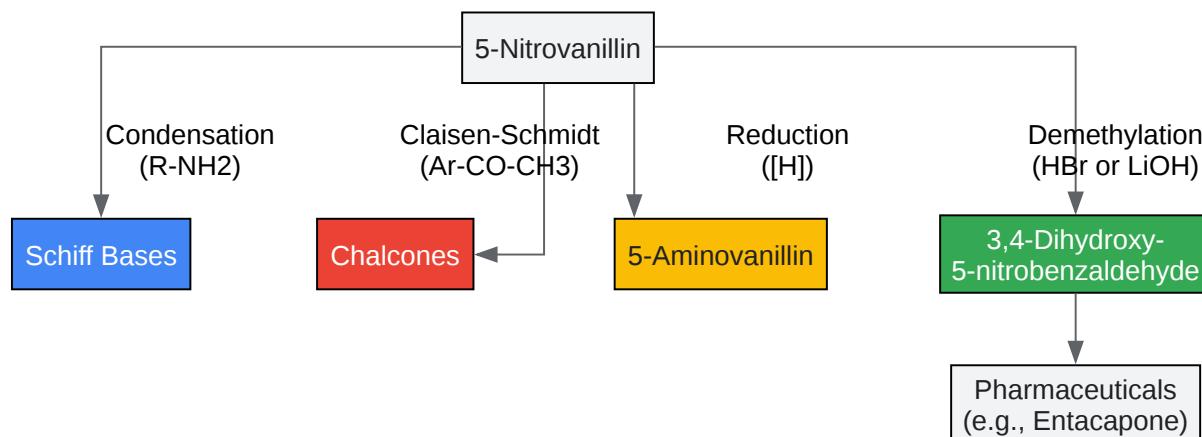 5-Nitrovanillin
Condensation
(R-NH2)
Claisen-Schmidt
(Ar-CO-CH3)
Reduction
([H])
Demethylation
(HBr or LiOH)
Schiff Bases
Chalcones
5-Aminovanillin
3,4-Dihydroxy-
5-nitrobenzaldehyde
Pharmaceuticals
(e.g., Entacapone)